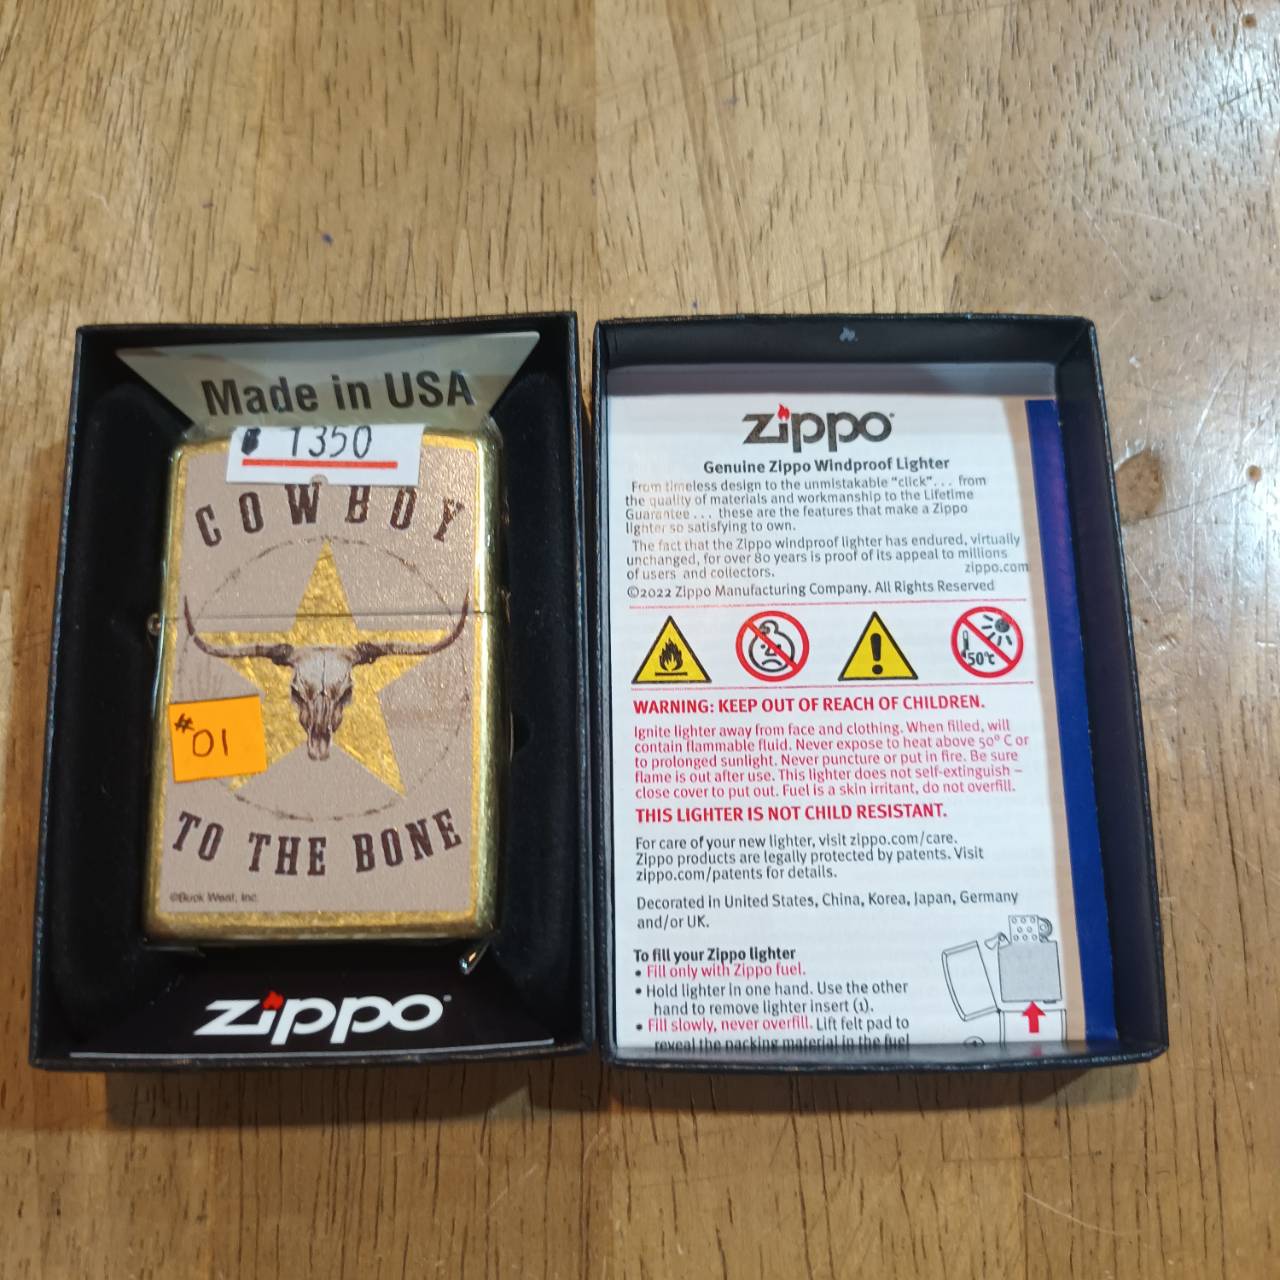 Made in USA
฿ 1350
COWBOY
# 01
TO THE BONE
©Buck Wear, Inc.
zippo™
zippo
Genuine Zippo Windproof Lighter
From timeless design to the unmistakable “click”. . . from
the quality of materials and workmanship to the Lifetime
Guarantee . . . these are the features that make a Zippo
lighter so satisfying to own.
The fact that the Zippo windproof lighter has endured, virtually
unchanged, for over 80 years is proof of its appeal to millions
of users and collectors. zippo.com
©2022 Zippo Manufacturing Company. All Rights Reserved
50°C
WARNING: KEEP OUT OF REACH OF CHILDREN.
Ignite lighter away from face and clothing. When filled, will
contain flammable fluid. Never expose to heat above 50° C or
to prolonged sunlight. Never puncture or put in fire. Be sure
flame is out after use. This lighter does not self-extinguish –
close cover to put out. Fuel is a skin irritant, do not overfill.
THIS LIGHTER IS NOT CHILD RESISTANT.
For care of your new lighter, visit zippo.com/care.
Zippo products are legally protected by patents. Visit
zippo.com/patents for details.
Decorated in United States, China, Korea, Japan, Germany
and/or UK.
To fill your Zippo lighter
• Fill only with Zippo fuel.
• Hold lighter in one hand. Use the other
hand to remove lighter insert (1).
• Fill slowly, never overfill. Lift felt pad to
reveal the packing material in the fuel